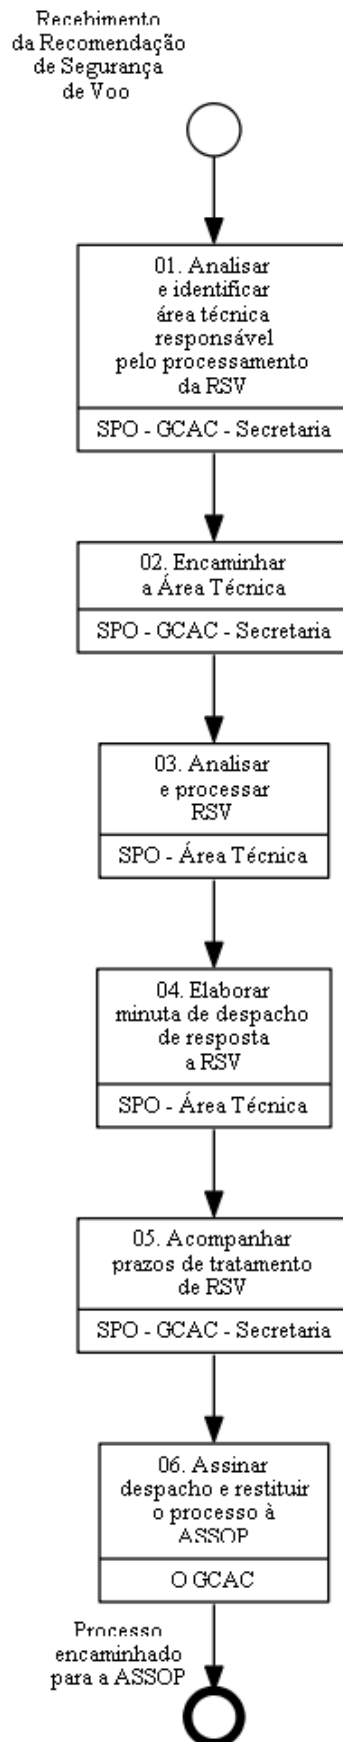 Recebimento
da Recomendação
de Segurança
de Voo
01. Analisar
e identificar
área técnica
responsável
pelo processamento
da RSV
SPO - GCAC - Secretaria
02. Encaminhar
a Área Técnica
SPO - GCAC - Secretaria
03. Analisar
e processar
RSV
SPO - Área Técnica
04. Elaborar
minuta de despacho
de resposta
a RSV
SPO - Área Técnica
05. Acompanhar
prazos de tratamento
de RSV
SPO - GCAC - Secretaria
06. Assinar
despacho e restituir
o processo à
ASSOP
O GCAC
Processo
encaminhado
para a ASSOP